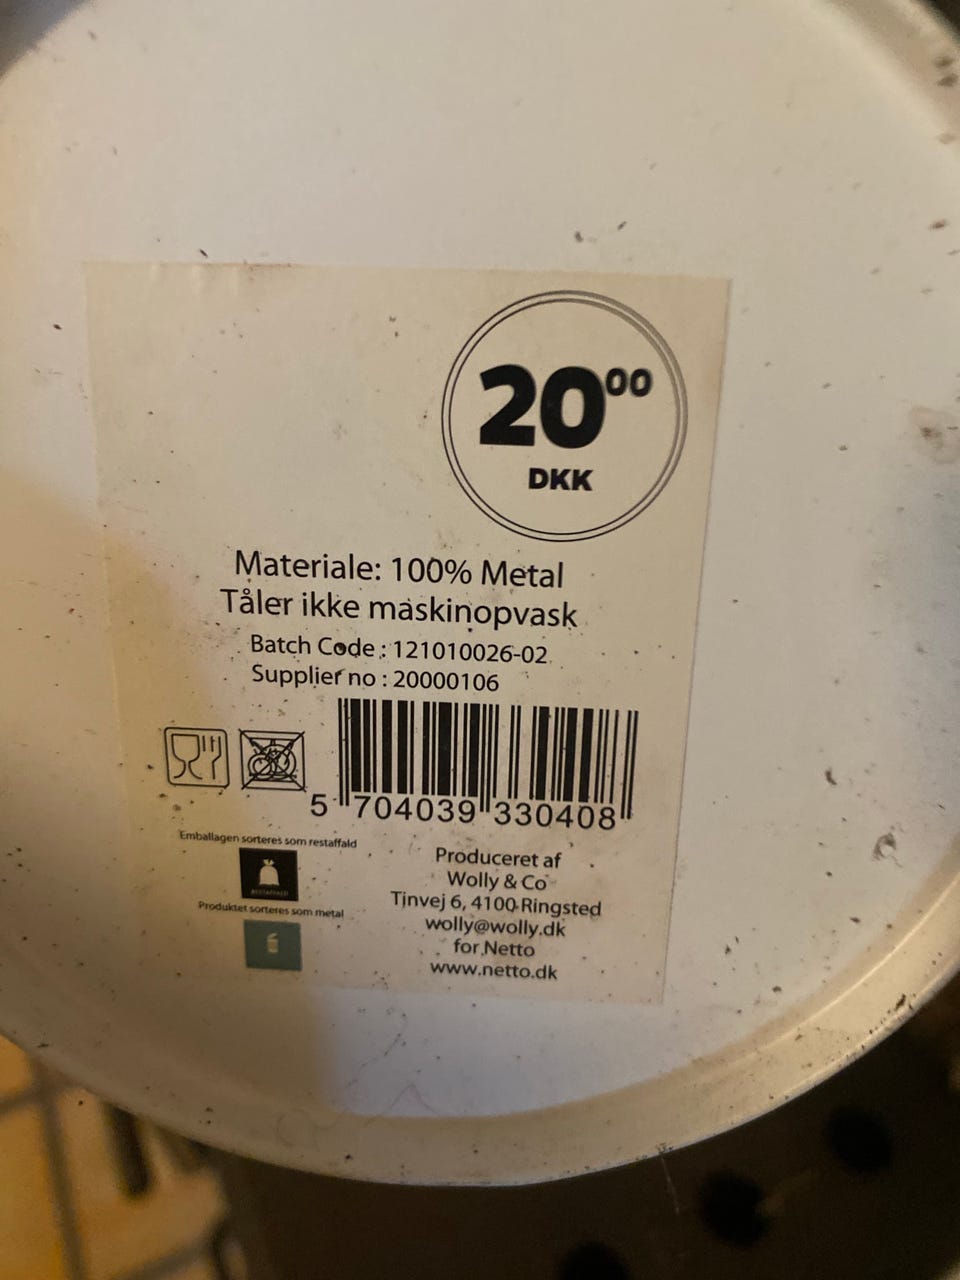 20⁰⁰
DKK
Materiale: 100% Metal
Tåler ikke maskinopvask
Batch Code : 121010026-02
Supplier no : 20000106
5 704039 330408
Emballagen sorteres som restaffald
RESTAFFALD
Produktet sorteres som metal
Produceret af
Wolly & Co
Tinvej 6, 4100 Ringsted
wolly@wolly.dk
for Netto
www.netto.dk